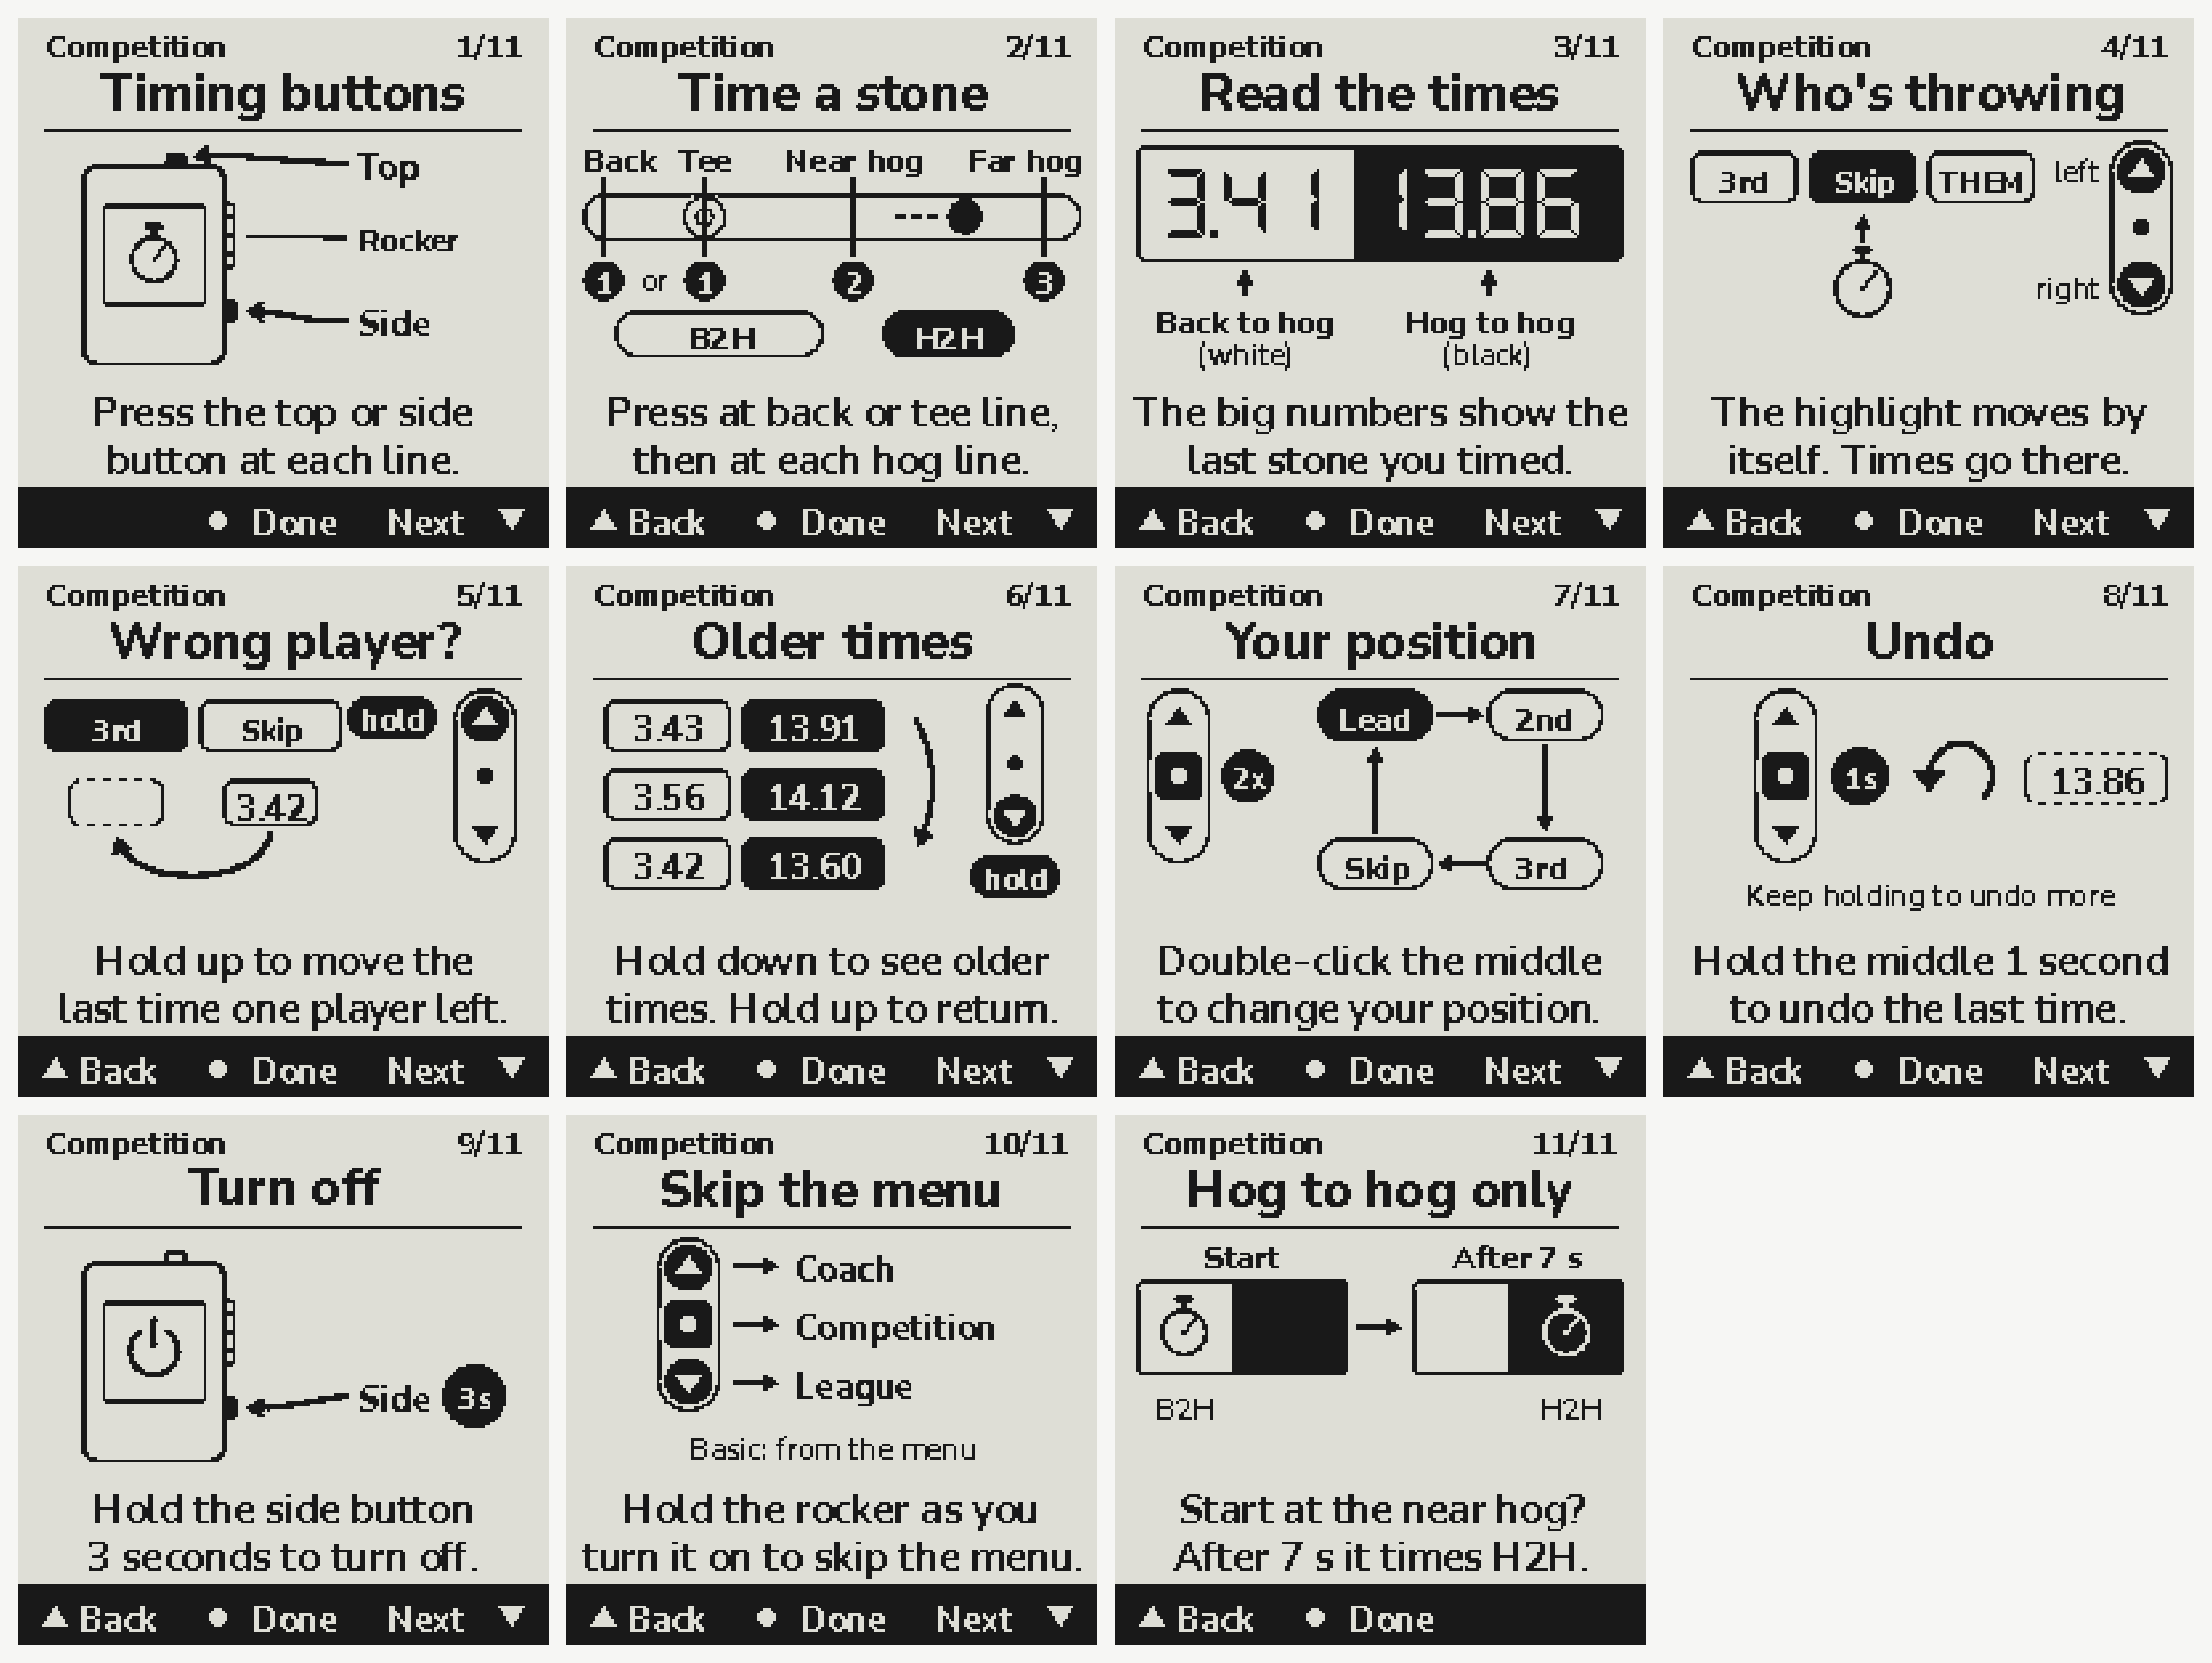 Competition 1/11
Timing buttons
Top
Rocker
Side
Press the top or side
button at each line.
Done Next
Competition 2/11
Time a stone
Back Tee Near hog Far hog
1 or 1 2 3
B2H H2H
Press at back or tee line,
then at each hog line.
Back Done Next
Competition 3/11
Read the times
3.41 13.86
Back to hog Hog to hog
(white) (black)
The big numbers show the
last stone you timed.
Back Done Next
Competition 4/11
Who's throwing
3rd Skip THEM left
right
The highlight moves by
itself. Times go there.
Back Done Next
Competition 5/11
Wrong player?
3rd Skip hold
3.42
Hold up to move the
last time one player left.
Back Done Next
Competition 6/11
Older times
3.43 13.91
3.56 14.12
3.42 13.60
hold
Hold down to see older
times. Hold up to return.
Back Done Next
Competition 7/11
Your position
Lead 2nd
2x
Skip 3rd
Double-click the middle
to change your position.
Back Done Next
Competition 8/11
Undo
1s 13.86
Keep holding to undo more
Hold the middle 1 second
to undo the last time.
Back Done Next
Competition 9/11
Turn off
Side 3s
Hold the side button
3 seconds to turn off.
Back Done Next
Competition 10/11
Skip the menu
Coach
Competition
League
Basic: from the menu
Hold the rocker as you
turn it on to skip the menu.
Back Done Next
Competition 11/11
Hog to hog only
Start After 7 s
B2H H2H
Start at the near hog?
After 7 s it times H2H.
Back Done